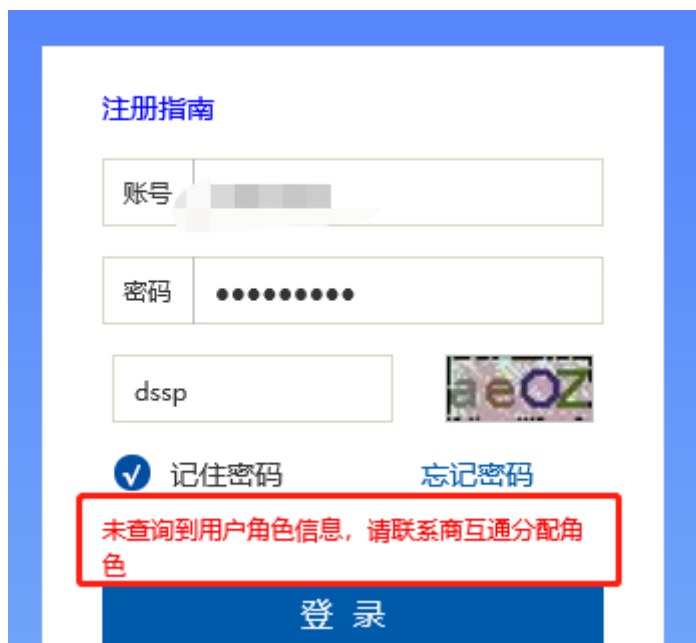 注册指南
账号
密码 ●●●●●●●●●
dssp aeOZ
记住密码 忘记密码
未查询到用户角色信息，请联系商互通分配角
色
登 录